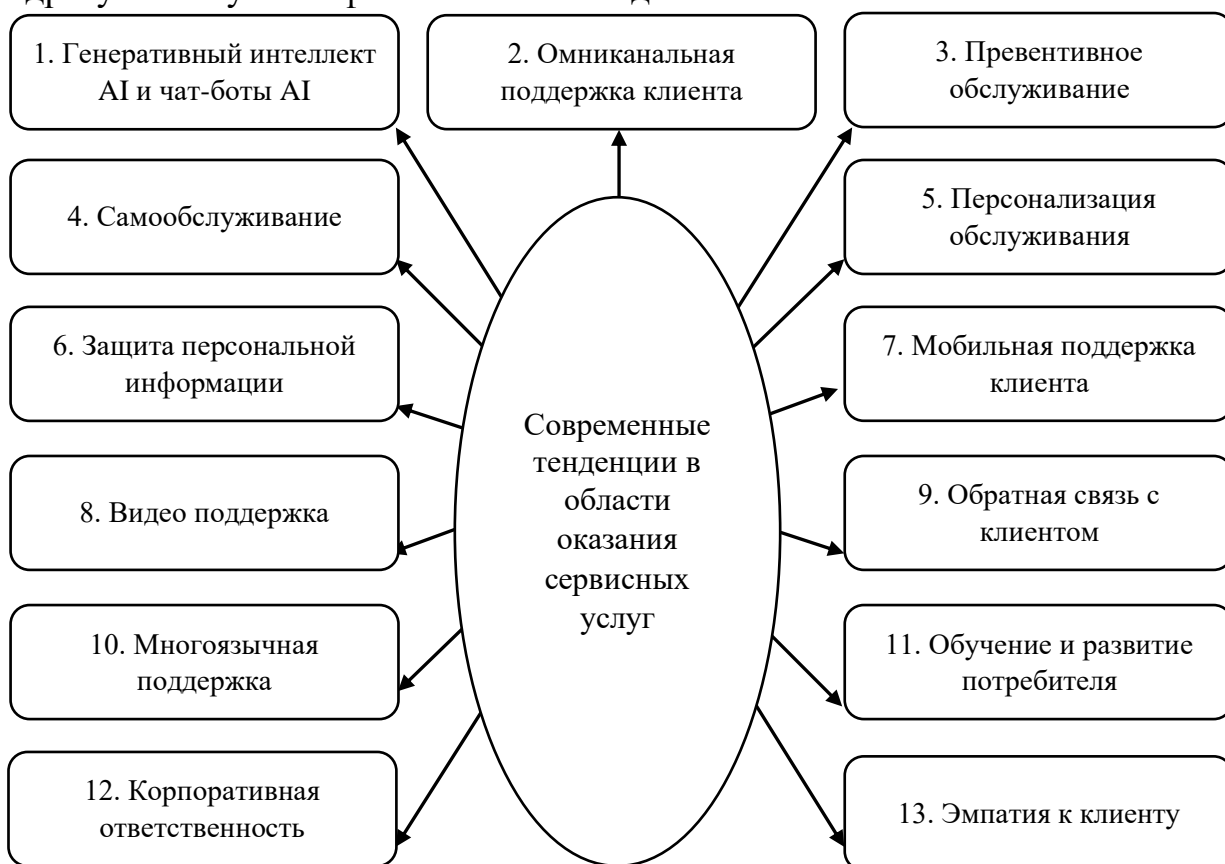 1. Генеративный интеллект
AI и чат-боты AI
2. Омниканальная
поддержка клиента
3. Превентивное
обслуживание
4. Самообслуживание
5. Персонализация
обслуживания
6. Защита персональной
информации
7. Мобильная поддержка
клиента
Современные
тенденции в
области
оказания
сервисных
услуг
8. Видео поддержка
9. Обратная связь с
клиентом
10. Многоязычная
поддержка
11. Обучение и развитие
потребителя
12. Корпоративная
ответственность
13. Эмпатия к клиенту